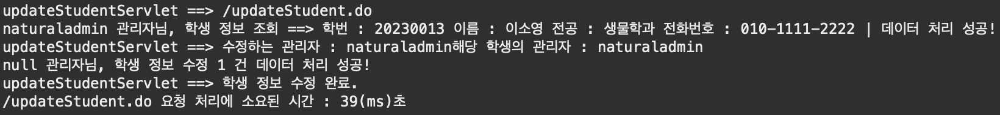 updateStudentServlet ==> /updateStudent.do
naturaladmin 관리자님, 학생 정보 조회 ==> 학번 : 20230013 이름 : 이소영 전공 : 생물학과 전화번호 : 010-1111-2222 | 데이터 처리 성공!
updateStudentServlet ==> 수정하는 관리자 : naturaladmin해당 학생의 관리자 : naturaladmin
null 관리자님, 학생 정보 수정 1 건 데이터 처리 성공!
updateStudentServlet ==> 학생 정보 수정 완료.
/updateStudent.do 요청 처리에 소요된 시간 : 39(ms)초